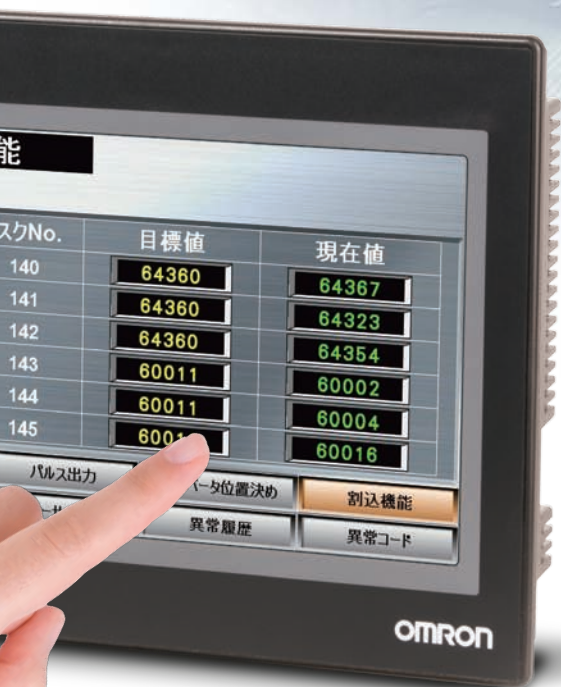 能
スクNo. 目標値 現在値
140 64360 64367
141 64360 64323
142 64360 64354
143 60011 60002
144 60011 60004
145 6001 60016
パルス出力 ータ位置決め 割込機能
異常履歴 異常コード
OMRON